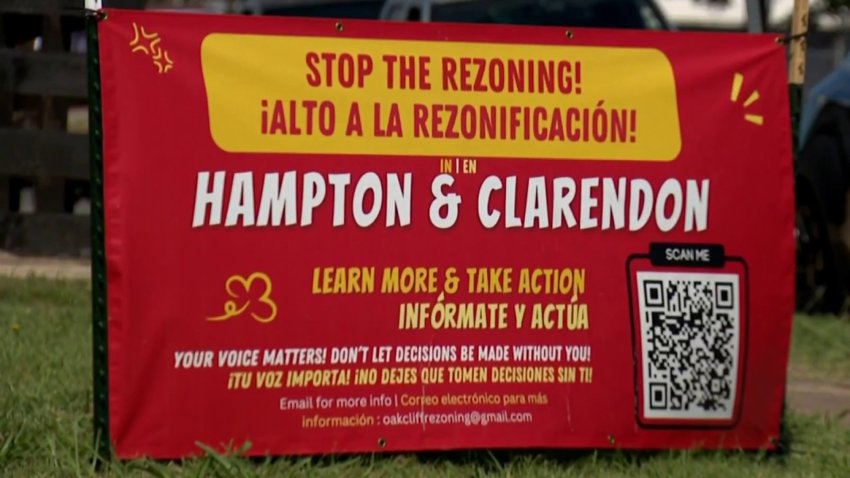 STOP THE REZONING!
¡ALTO A LA REZONIFICACIÓN!
IN | EN
HAMPTON & CLARENDON
SCAN ME
LEARN MORE & TAKE ACTION
INFÓRMATE Y ACTÚA
YOUR VOICE MATTERS! DON'T LET DECISIONS BE MADE WITHOUT YOU!
¡TU VOZ IMPORTA! ¡NO DEJES QUE TOMEN DECISIONES SIN TI!
Email for more info | Correo electrónico para más
información : oakcliffrezoning@gmail.com